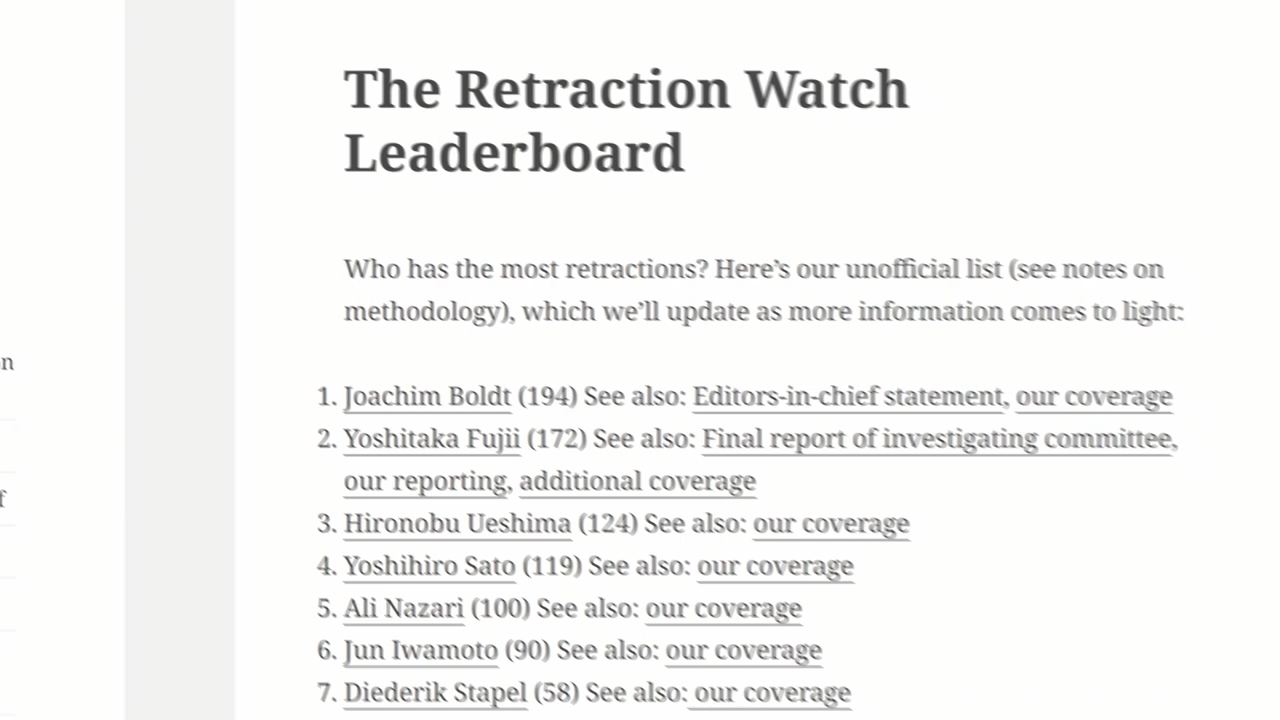 The Retraction Watch
Leaderboard
Who has the most retractions? Here’s our unofficial list (see notes on
methodology), which we’ll update as more information comes to light:
1. Joachim Boldt (194) See also: Editors-in-chief statement, our coverage
2. Yoshitaka Fujii (172) See also: Final report of investigating committee,
our reporting, additional coverage
3. Hironobu Ueshima (124) See also: our coverage
4. Yoshihiro Sato (119) See also: our coverage
5. Ali Nazari (100) See also: our coverage
6. Jun Iwamoto (90) See also: our coverage
7. Diederik Stapel (58) See also: our coverage